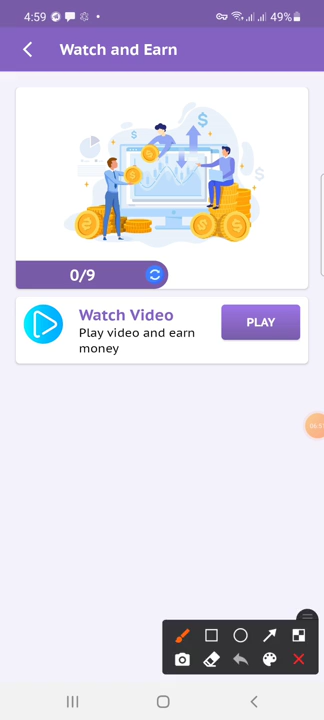 4:59
49%
Watch and Earn
0/9
Watch Video
Play video and earn
money
PLAY